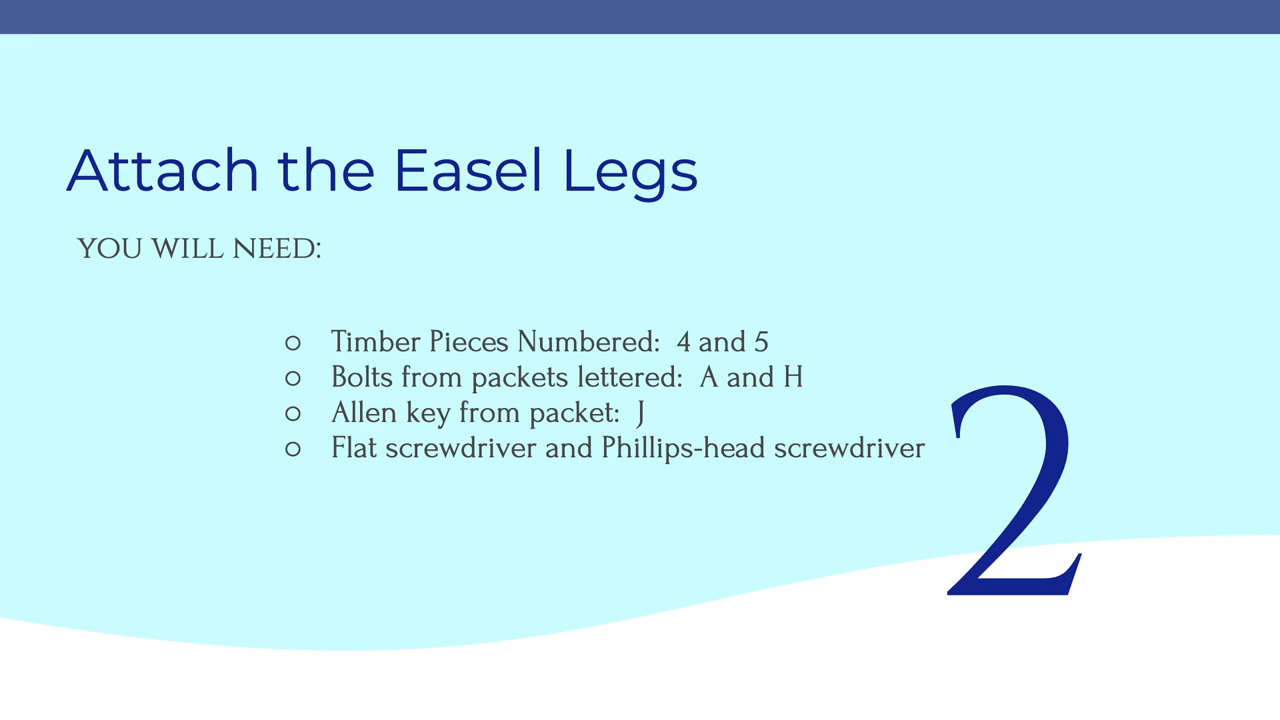 Attach the Easel Legs
YOU WILL NEED:
○ Timber Pieces Numbered: 4 and 5
○ Bolts from packets lettered: A and H
○ Allen key from packet: J
○ Flat screwdriver and Phillips-head screwdriver
2